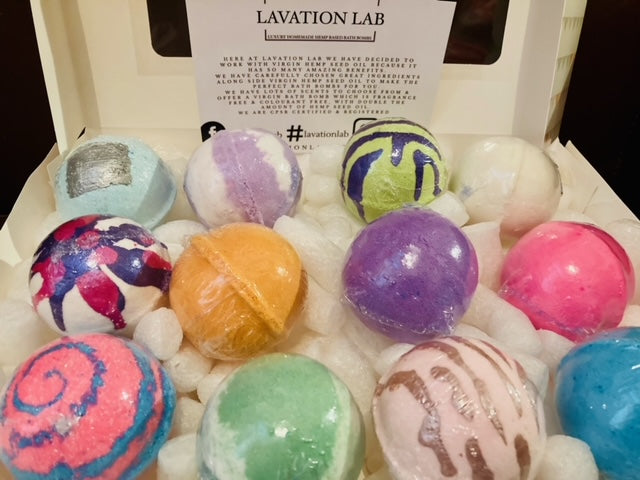 LAVATION LAB
LUXURY HOMEMADE HEMP BASED BATH BOMBS
HERE AT LAVATION LAB WE HAVE DECIDED TO
WORK WITH VIRGIN HEMP SEED OIL BECAUSE IT
HAS SO MANY AMAZING BENEFITS.
WE HAVE CAREFULLY CHOSEN GREAT INGREDIENTS
ALONG SIDE VIRGIN HEMP SEED OIL TO MAKE
THE PERFECT BATH BOMBS FOR YOU
WE HAVE LOTS OF SCENTS TO CHOOSE FROM &
OFFER A VIRGIN BATH BOMB WHICH IS FRAGRANCE
FREE & COLOURANT FREE, WITH DOUBLE THE
AMOUNT OF HEMP SEED OIL.
WE ARE CPSR CERTIFIED & REGISTERED
#lavationlab